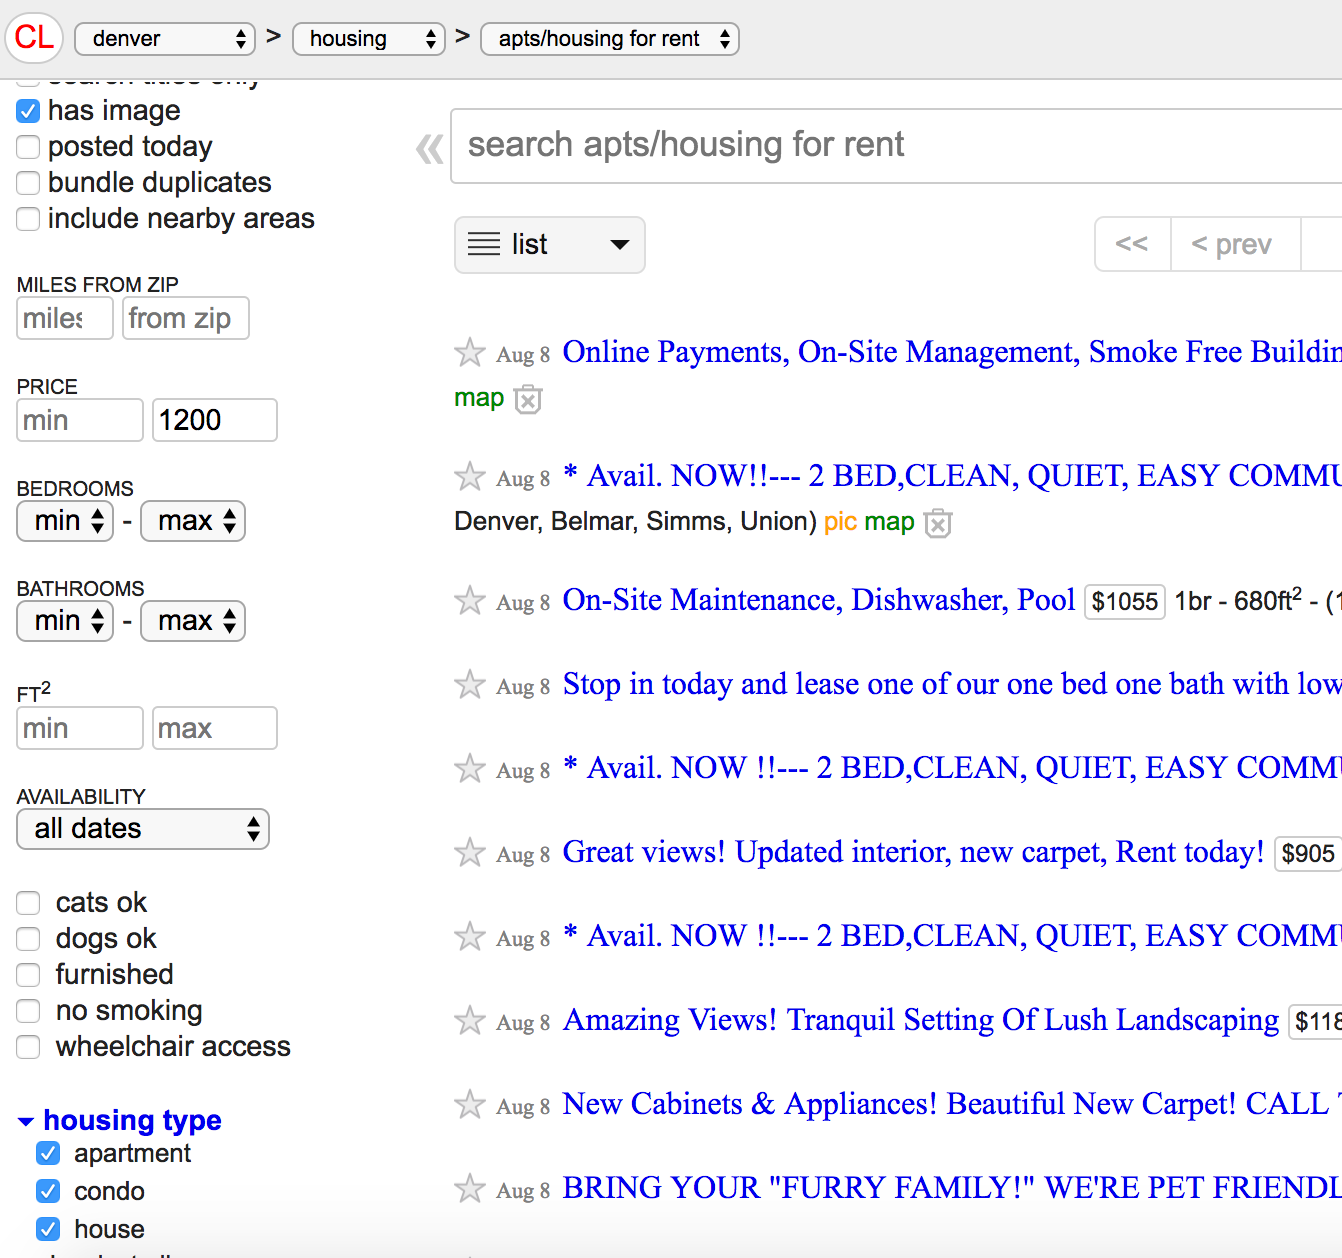 CL denver > housing > apts/housing for rent
search titles only
has image
posted today
bundle duplicates
include nearby areas
MILES FROM ZIP
miles from zip
PRICE
min 1200
BEDROOMS
min - max
BATHROOMS
min - max
FT2
min max
AVAILABILITY
all dates
cats ok
dogs ok
furnished
no smoking
wheelchair access
housing type
apartment
condo
house
« search apts/housing for rent
list << < prev
Aug 8 Online Payments, On-Site Management, Smoke Free Buildin
map
Aug 8 * Avail. NOW!!--- 2 BED,CLEAN, QUIET, EASY COMMU
Denver, Belmar, Simms, Union) pic map
Aug 8 On-Site Maintenance, Dishwasher, Pool $1055 1br - 680ft2 - (1
Aug 8 Stop in today and lease one of our one bed one bath with low
Aug 8 * Avail. NOW !!--- 2 BED,CLEAN, QUIET, EASY COMMU
Aug 8 Great views! Updated interior, new carpet, Rent today! $905
Aug 8 * Avail. NOW !!--- 2 BED,CLEAN, QUIET, EASY COMMU
Aug 8 Amazing Views! Tranquil Setting Of Lush Landscaping $118
Aug 8 New Cabinets & Appliances! Beautiful New Carpet! CALL
Aug 8 BRING YOUR "FURRY FAMILY!" WE'RE PET FRIENDL